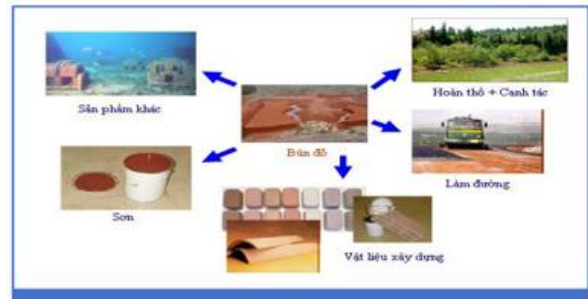 Sản phẩm khác
Hoàn thổ + Canh tác
Bùn đỏ
Làm đường
Sơn
Vật liệu xây dựng